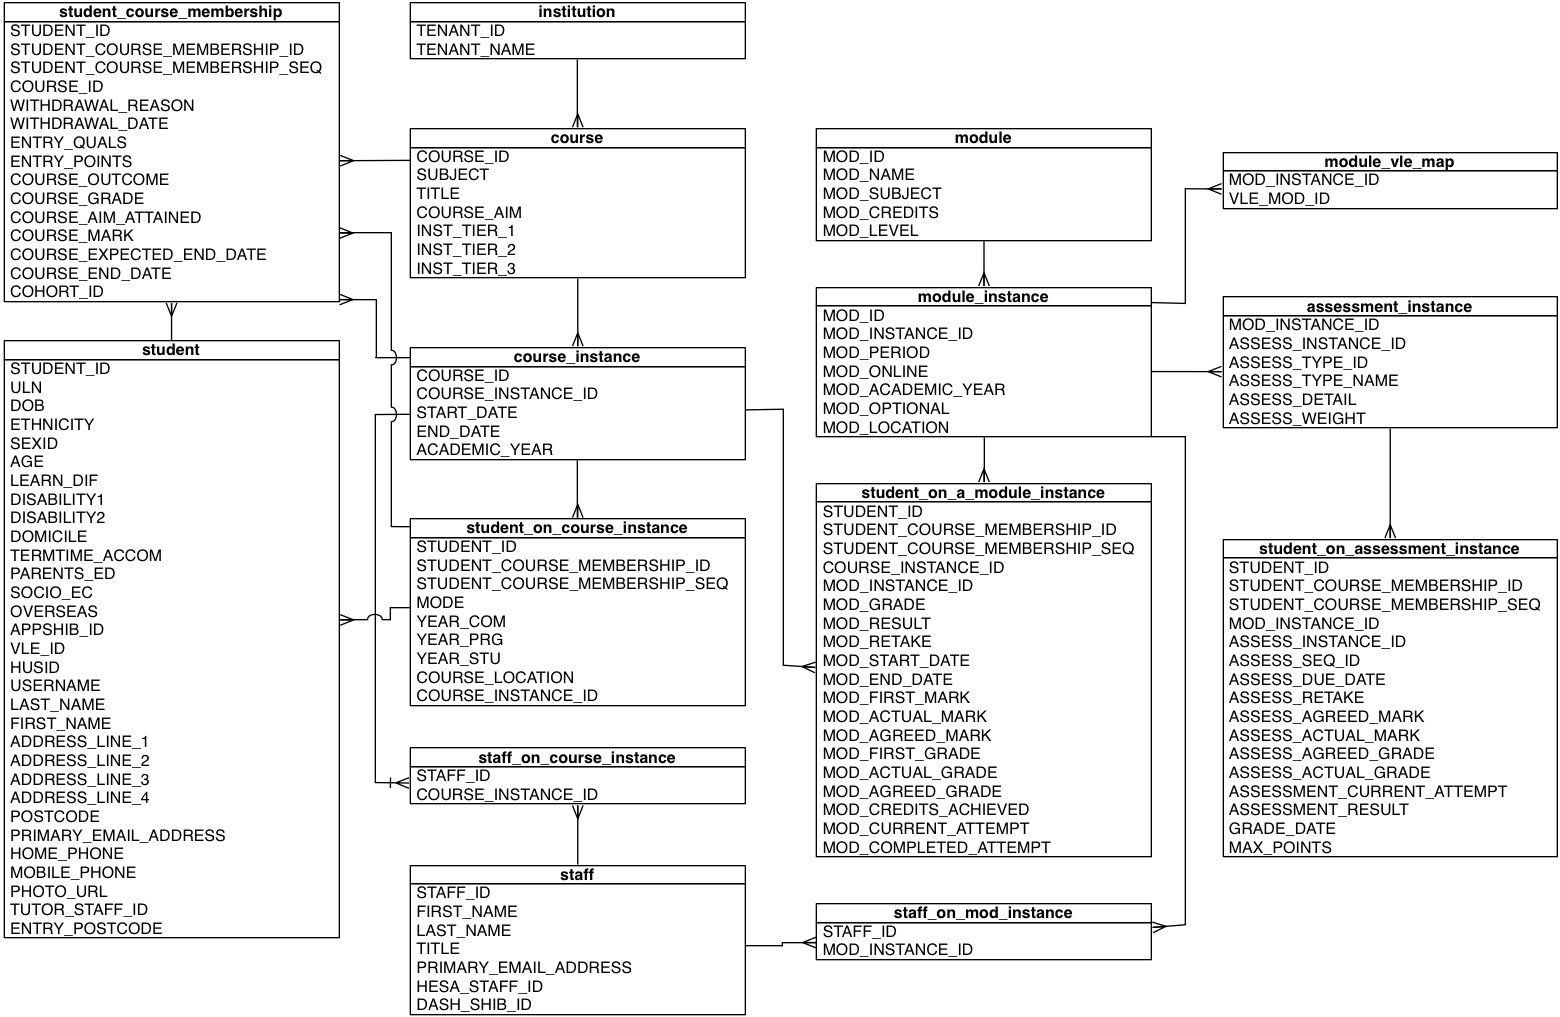 student_course_membership
STUDENT_ID
STUDENT_COURSE_MEMBERSHIP_ID
STUDENT_COURSE_MEMBERSHIP_SEQ
COURSE_ID
WITHDRAWAL_REASON
WITHDRAWAL_DATE
ENTRY_QUALS
ENTRY_POINTS
COURSE_OUTCOME
COURSE_GRADE
COURSE_AIM_ATTAINED
COURSE_MARK
COURSE_EXPECTED_END_DATE
COURSE_END_DATE
COHORT_ID
student
STUDENT_ID
ULN
DOB
ETHNICITY
SEXID
AGE
LEARN_DIF
DISABILITY1
DISABILITY2
DOMICILE
TERMTIME_ACCOM
PARENTS_ED
SOCIO_EC
OVERSEAS
APPSHIB_ID
VLE_ID
HUSID
USERNAME
LAST_NAME
FIRST_NAME
ADDRESS_LINE_1
ADDRESS_LINE_2
ADDRESS_LINE_3
ADDRESS_LINE_4
POSTCODE
PRIMARY_EMAIL_ADDRESS
HOME_PHONE
MOBILE_PHONE
PHOTO_URL
TUTOR_STAFF_ID
ENTRY_POSTCODE
institution
TENANT_ID
TENANT_NAME
course
COURSE_ID
SUBJECT
TITLE
COURSE_AIM
INST_TIER_1
INST_TIER_2
INST_TIER_3
course_instance
COURSE_ID
COURSE_INSTANCE_ID
START_DATE
END_DATE
ACADEMIC_YEAR
student_on_course_instance
STUDENT_ID
STUDENT_COURSE_MEMBERSHIP_ID
STUDENT_COURSE_MEMBERSHIP_SEQ
MODE
YEAR_COM
YEAR_PRG
YEAR_STU
COURSE_LOCATION
COURSE_INSTANCE_ID
staff_on_course_instance
STAFF_ID
COURSE_INSTANCE_ID
staff
STAFF_ID
FIRST_NAME
LAST_NAME
TITLE
PRIMARY_EMAIL_ADDRESS
HESA_STAFF_ID
DASH_SHIB_ID
module
MOD_ID
MOD_NAME
MOD_SUBJECT
MOD_CREDITS
MOD_LEVEL
module_instance
MOD_ID
MOD_INSTANCE_ID
MOD_PERIOD
MOD_ONLINE
MOD_ACADEMIC_YEAR
MOD_OPTIONAL
MOD_LOCATION
student_on_a_module_instance
STUDENT_ID
STUDENT_COURSE_MEMBERSHIP_ID
STUDENT_COURSE_MEMBERSHIP_SEQ
COURSE_INSTANCE_ID
MOD_INSTANCE_ID
MOD_GRADE
MOD_RESULT
MOD_RETAKE
MOD_START_DATE
MOD_END_DATE
MOD_FIRST_MARK
MOD_ACTUAL_MARK
MOD_AGREED_MARK
MOD_FIRST_GRADE
MOD_ACTUAL_GRADE
MOD_AGREED_GRADE
MOD_CREDITS_ACHIEVED
MOD_CURRENT_ATTEMPT
MOD_COMPLETED_ATTEMPT
staff_on_mod_instance
STAFF_ID
MOD_INSTANCE_ID
module_vle_map
MOD_INSTANCE_ID
VLE_MOD_ID
assessment_instance
MOD_INSTANCE_ID
ASSESS_INSTANCE_ID
ASSESS_TYPE_ID
ASSESS_TYPE_NAME
ASSESS_DETAIL
ASSESS_WEIGHT
student_on_assessment_instance
STUDENT_ID
STUDENT_COURSE_MEMBERSHIP_ID
STUDENT_COURSE_MEMBERSHIP_SEQ
MOD_INSTANCE_ID
ASSESS_INSTANCE_ID
ASSESS_SEQ_ID
ASSESS_DUE_DATE
ASSESS_RETAKE
ASSESS_AGREED_MARK
ASSESS_ACTUAL_MARK
ASSESS_AGREED_GRADE
ASSESS_ACTUAL_GRADE
ASSESSMENT_CURRENT_ATTEMPT
ASSESSMENT_RESULT
GRADE_DATE
MAX_POINTS